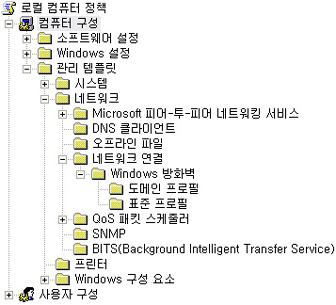 로컬 컴퓨터 정책
컴퓨터 구성
소프트웨어 설정
Windows 설정
관리 템플릿
시스템
네트워크
Microsoft 피어-투-피어 네트워킹 서비스
DNS 클라이언트
오프라인 파일
네트워크 연결
Windows 방화벽
도메인 프로필
표준 프로필
QoS 패킷 스케줄러
SNMP
BITS(Background Intelligent Transfer Service)
프린터
Windows 구성 요소
사용자 구성